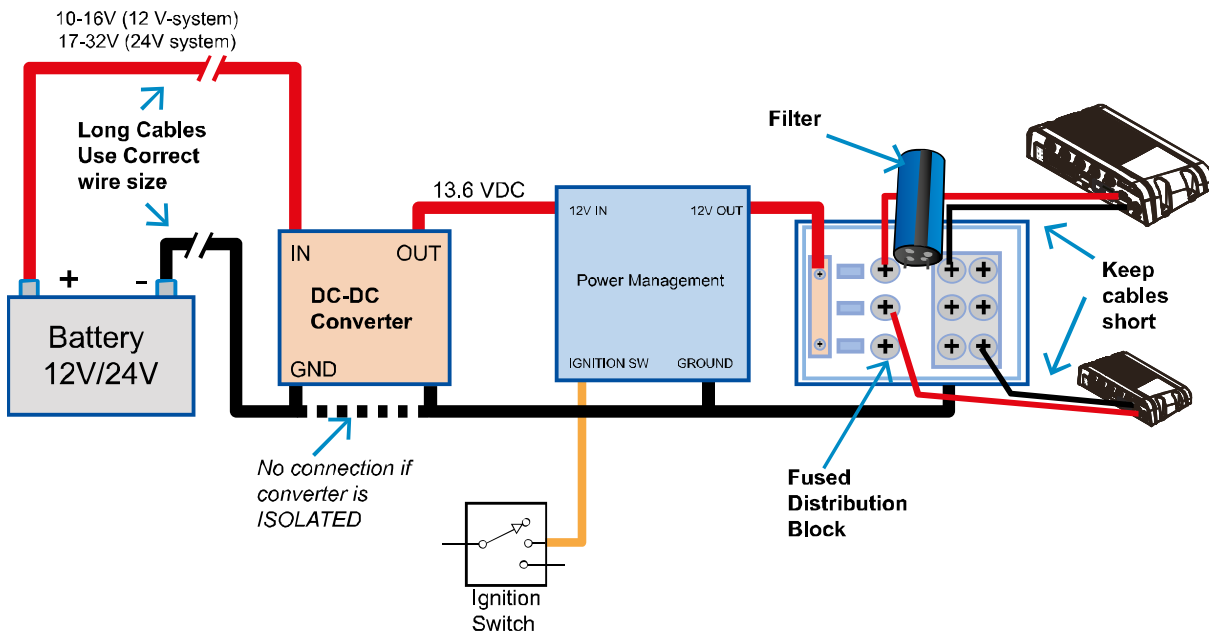 10-16V (12 V-system)
17-32V (24V system)
Long Cables
Use Correct
wire size
+
-
Battery
12V/24V
IN
OUT
DC-DC
Converter
GND
No connection if
converter is
ISOLATED
13.6 VDC
12V IN
12V OUT
Power Management
IGNITION SW
GROUND
Ignition
Switch
Filter
+ + +
+ + +
+ + +
Fused
Distribution
Block
Keep
cables
short